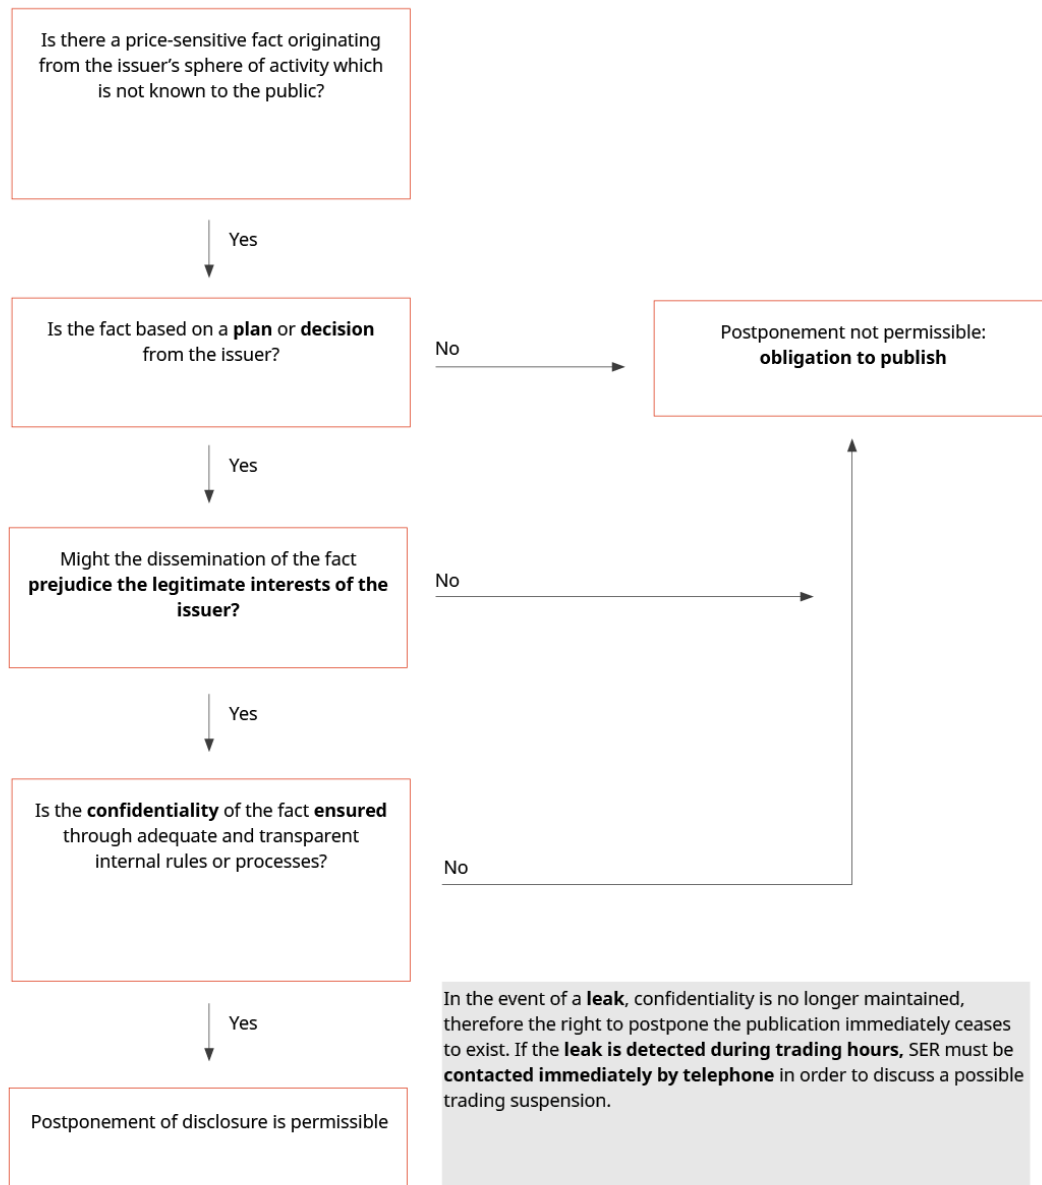 Is there a price-sensitive fact originating
from the issuer’s sphere of activity which
is not known to the public?
Yes
Is the fact based on a plan or decision
from the issuer?
No
Postponement not permissible:
obligation to publish
Yes
Might the dissemination of the fact
prejudice the legitimate interests of the
issuer?
No
Yes
Is the confidentiality of the fact ensured
through adequate and transparent
internal rules or processes?
No
Yes
In the event of a leak, confidentiality is no longer maintained,
therefore the right to postpone the publication immediately ceases
to exist. If the leak is detected during trading hours, SER must be
contacted immediately by telephone in order to discuss a possible
trading suspension.
Postponement of disclosure is permissible